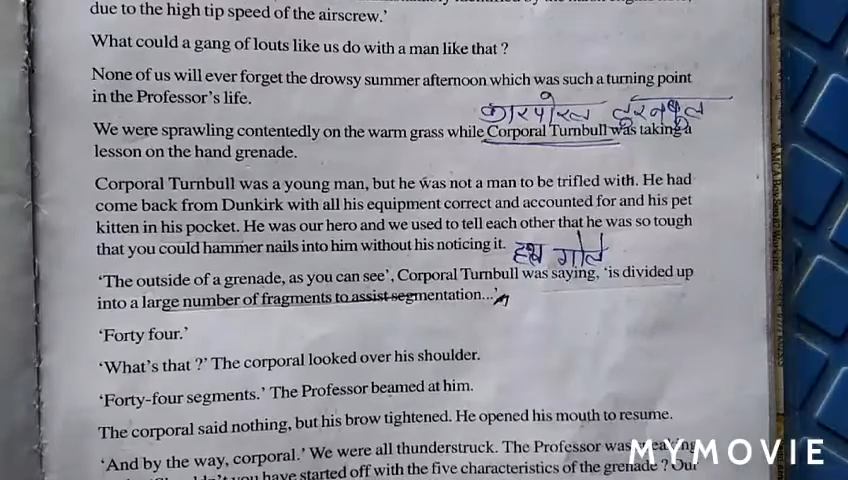 due to the high tip speed of the airscrew.'
What could a gang of louts like us do with a man like that ?
None of us will ever forget the drowsy summer afternoon which was such a turning point
in the Professor's life.
कारपोरल टूरनबुल
We were sprawling contentedly on the warm grass while Corporal Turnbull was taking a
lesson on the hand grenade.
Corporal Turnbull was a young man, but he was not a man to be trifled with. He had
come back from Dunkirk with all his equipment correct and accounted for and his pet
kitten in his pocket. He was our hero and we used to tell each other that he was so tough
that you could hammer nails into him without his noticing it.
गोले
'The outside of a grenade, as you can see', Corporal Turnbull was saying, 'is divided up
into a large number of fragments to assist segmentation...'
'Forty four.'
'What's that ?' The corporal looked over his shoulder.
'Forty-four segments.' The Professor beamed at him.
The corporal said nothing, but his brow tightened. He opened his mouth to resume.
'And by the way, corporal.' We were all thunderstruck. The Professor was
you have started off with the five characteristics of the grenade ? Our
MYMOVIE